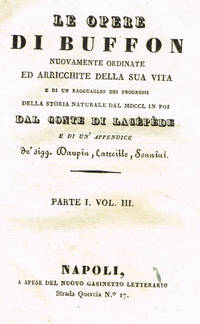 LE OPERE
DI BUFFON
NUOVAMENTE ORDINATE
ED ARRICCHITE DELLA SUA VITA
E DI UN RAGGUAGLIO DEI PROGRESSI
DELLA STORIA NATURALE DAL MDCCL IN POI
DAL CONTE DI LACÉPÈDE
E DI UN' APPENDICE
de' sigg. Daupin, Latreille, Sonnini.
PARTE I. VOL. III.
NAPOLI,
A SPESE DEL NUOVO GABINETTO LETTERARIO
Strada Quercia N.° 17.